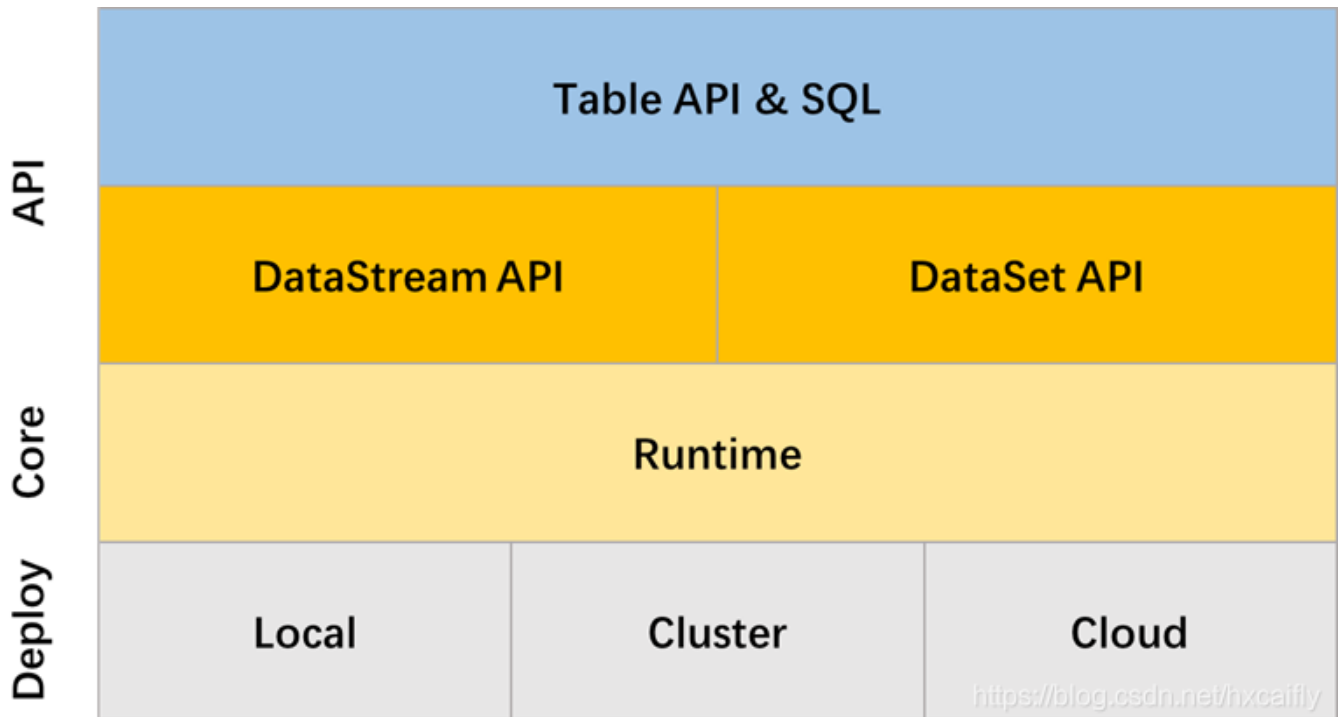 API
Table API & SQL
DataStream API
DataSet API
Core
Runtime
Deploy
Local
Cluster
Cloud
https://blog.csdn.net/hxcaifly